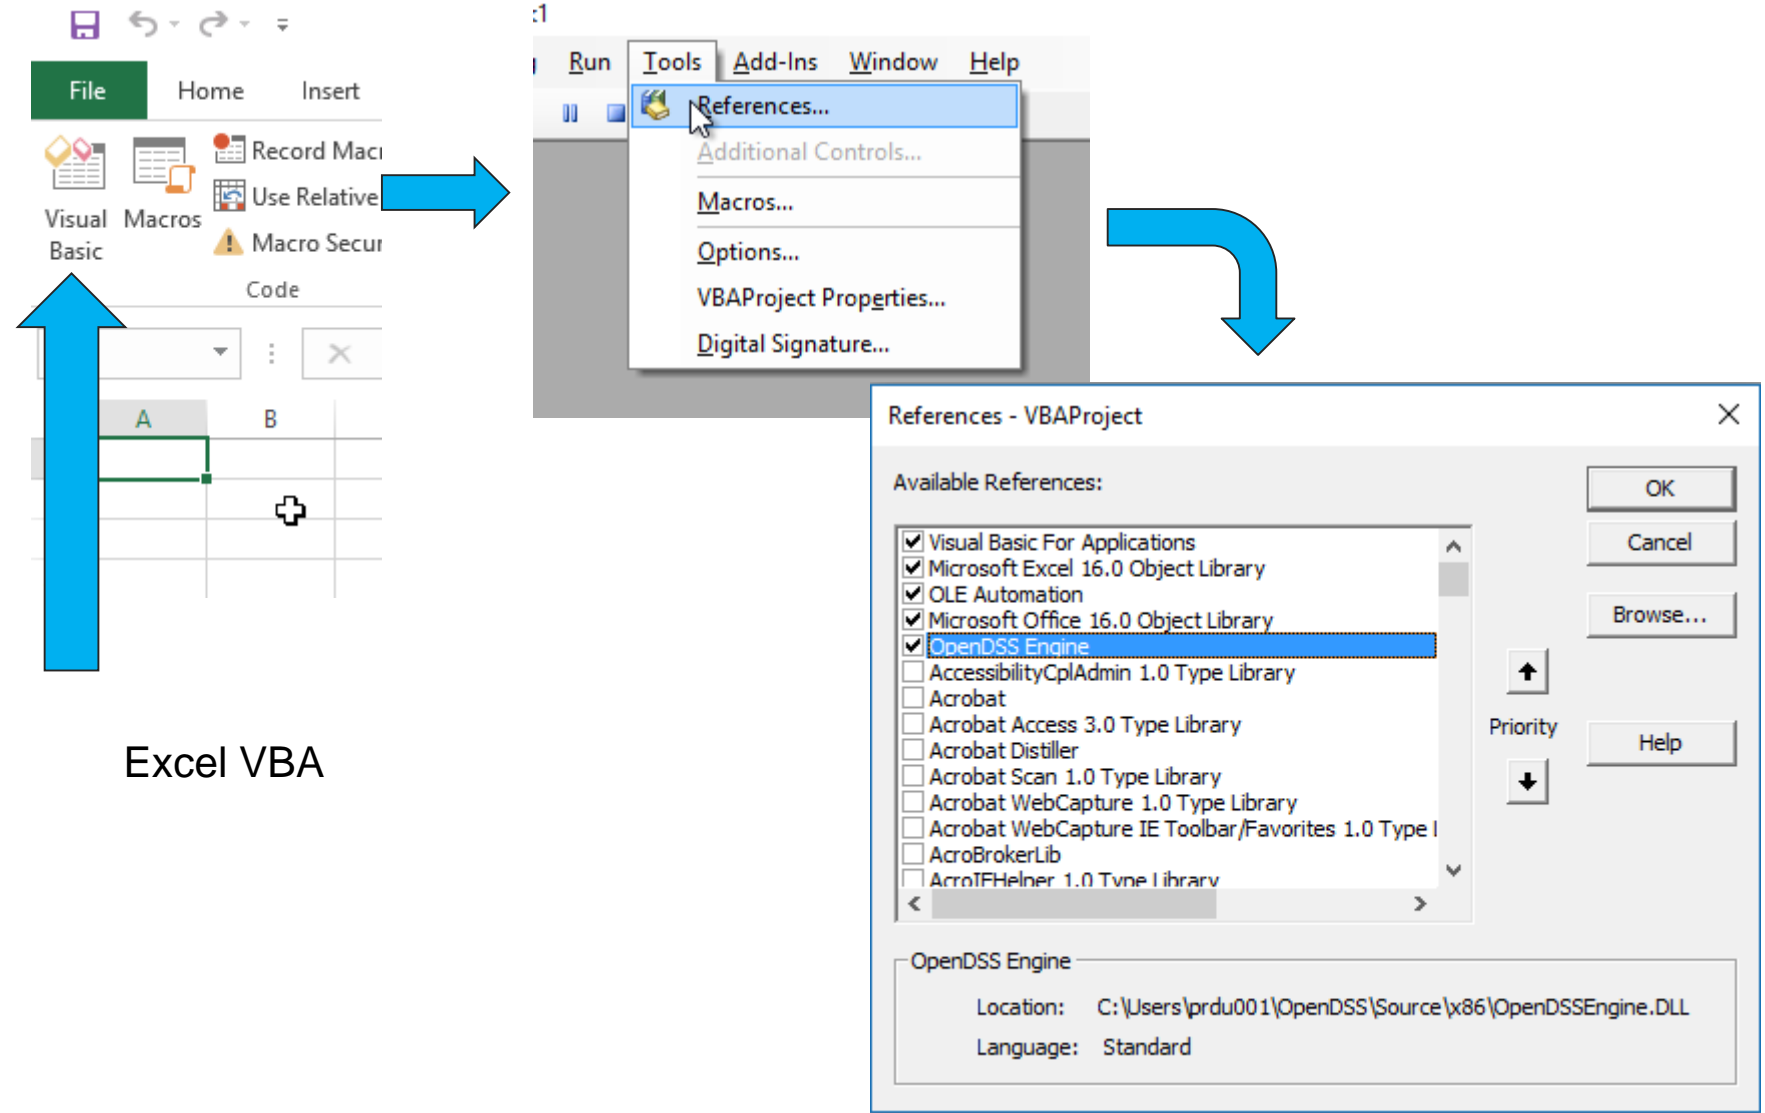 File Home Insert
Record Macr
Use Relative
Macro Secur
Visual Basic
Macros
Code
A B
Excel VBA
Run Tools Add-Ins Window Help
References...
Additional Controls...
Macros...
Options...
VBAProject Properties...
Digital Signature...
References - VBAProject
Available References:
Visual Basic For Applications
Microsoft Excel 16.0 Object Library
OLE Automation
Microsoft Office 16.0 Object Library
OpenDSS Engine
AccessibilityCplAdmin 1.0 Type Library
Acrobat
Acrobat Access 3.0 Type Library
Acrobat Distiller
Acrobat Scan 1.0 Type Library
Acrobat WebCapture 1.0 Type Library
Acrobat WebCapture IE Toolbar/Favorites 1.0 Type l
AcroBrokerLib
AcroIEHelper 1.0 Type Library
OK
Cancel
Browse...
Priority
Help
OpenDSS Engine
Location: C:\Users\prdu001\OpenDSS\Source\x86\OpenDSSEngine.DLL
Language: Standard